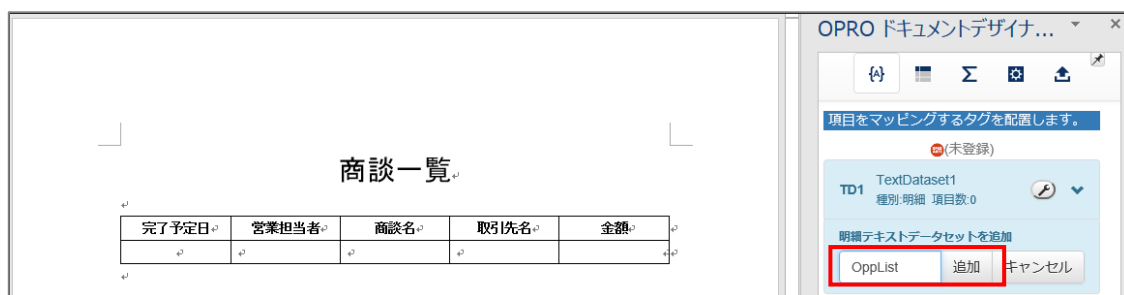 OPRO ドキュメントデザイナ...
{A} Σ
項目をマッピングするタグを配置します。
(未登録)
TD1 TextDataset1
種別:明細 項目数:0
明細テキストデータセットを追加
OppList 追加 キャンセル
商談一覧
完了予定日 営業担当者 商談名 取引先名 金額